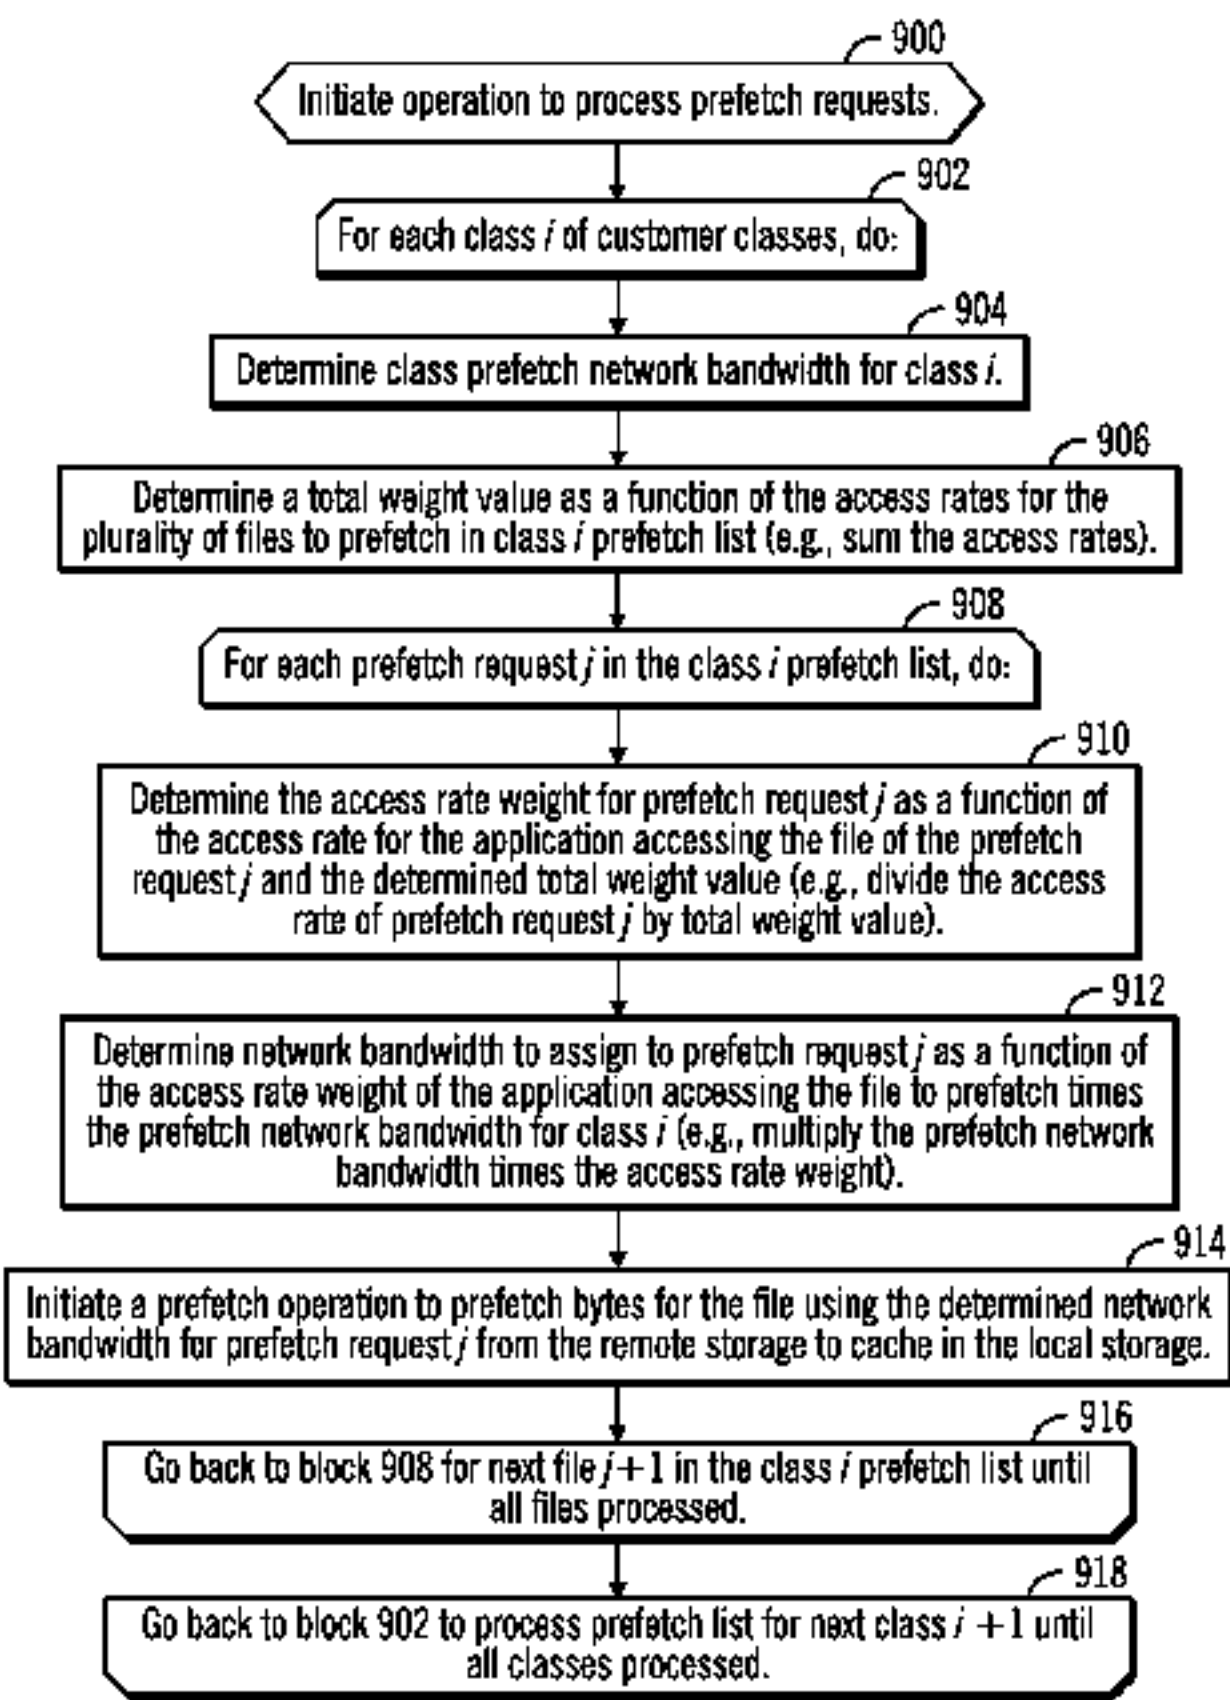 900
Initiate operation to process prefetch requests.
902
For each class i of customer classes, do:
904
Determine class prefetch network bandwidth for class i.
906
Determine a total weight value as a function of the access rates for the
plurality of files to prefetch in class i prefetch list (e.g., sum the access rates).
908
For each prefetch request j in the class i prefetch list, do:
910
Determine the access rate weight for prefetch request j as a function of
the access rate for the application accessing the file of the prefetch
request j and the determined total weight value (e.g., divide the access
rate of prefetch request j by total weight value).
912
Determine network bandwidth to assign to prefetch request j as a function of
the access rate weight of the application accessing the file to prefetch times
the prefetch network bandwidth for class i (e.g., multiply the prefetch network
bandwidth times the access rate weight).
914
Initiate a prefetch operation to prefetch bytes for the file using the determined network
bandwidth for prefetch request j from the remote storage to cache in the local storage.
916
Go back to block 908 for next file j+1 in the class i prefetch list until
all files processed.
918
Go back to block 902 to process prefetch list for next class i +1 until
all classes processed.